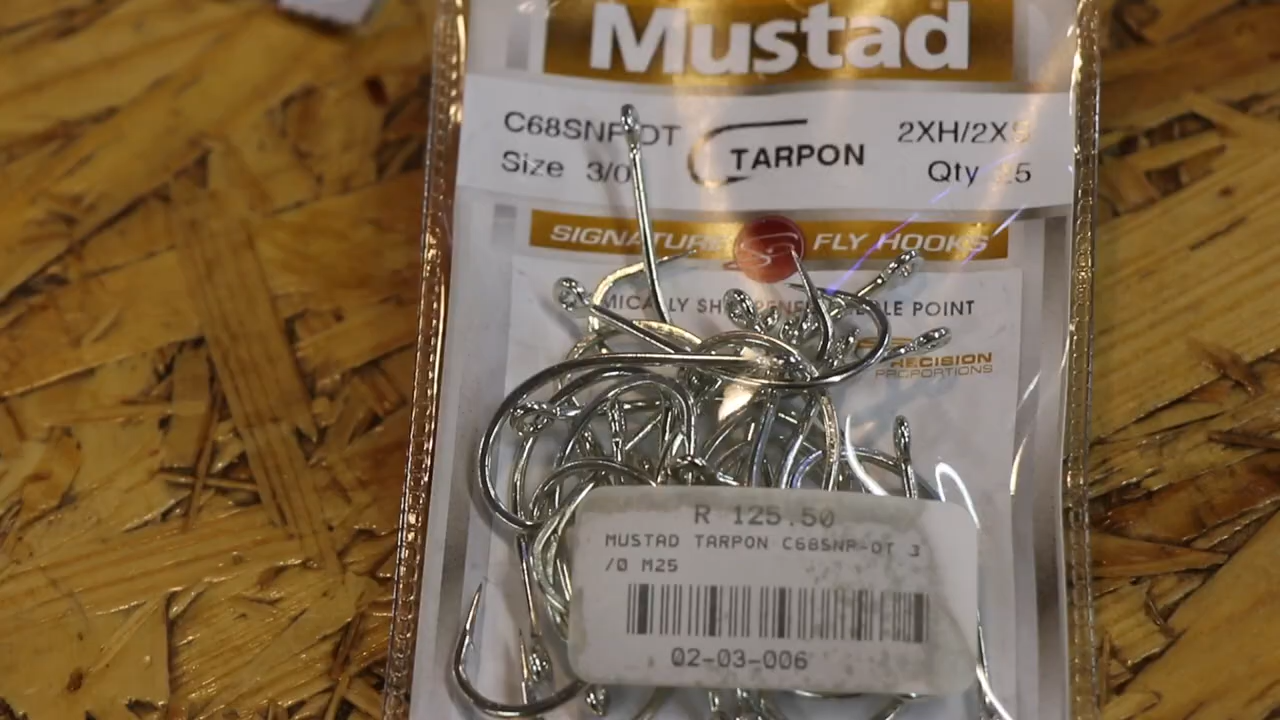 Mustad
C68SNP-DT
TARPON
2XH/2XS
Size 3/0
Qty 25
SIGNATURE FLY HOOKS
POINT
PRECISION
PROPORTIONS
R 125.50
MUSTAD TARPON C68SNP-DT 3
/0 M25
02-03-006